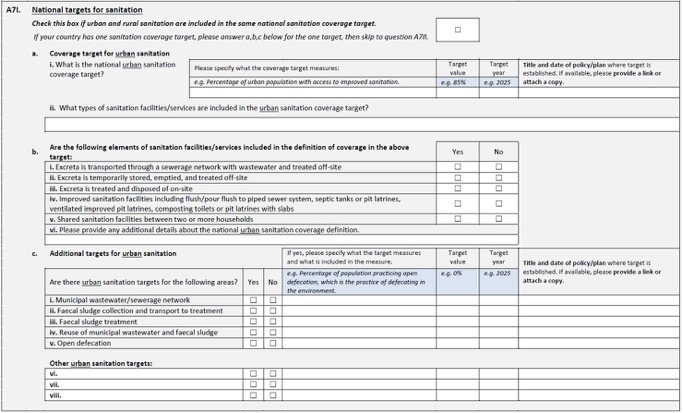 A7I. National targets for sanitation
Check this box if urban and rural sanitation are included in the same national sanitation coverage target. ☐
If your country has one sanitation coverage target, please answer a,b,c below for the one target, then skip to question A7II.
a. Coverage target for urban sanitation
i. What is the national urban sanitation coverage target?
Please specify what the coverage target measures:
e.g. Percentage of urban population with access to improved sanitation.
Target value
e.g. 85%
Target year
e.g. 2025
Title and date of policy/plan where target is established. If available, please provide a link or attach a copy.
ii. What types of sanitation facilities/services are included in the urban sanitation coverage target?
b. Are the following elements of sanitation facilities/services included in the definition of coverage in the above target:
Yes No
i. Excreta is transported through a sewerage network with wastewater and treated off-site ☐ ☐
ii. Excreta is temporarily stored, emptied, and treated off-site ☐ ☐
iii. Excreta is treated and disposed of on-site ☐ ☐
iv. Improved sanitation facilities including flush/pour flush to piped sewer system, septic tanks or pit latrines, ventilated improved pit latrines, composting toilets or pit latrines with slabs ☐ ☐
v. Shared sanitation facilities between two or more households ☐ ☐
vi. Please provide any additional details about the national urban sanitation coverage definition.
c. Additional targets for urban sanitation
Are there urban sanitation targets for the following areas? Yes No
If yes, please specify what the target measures and what is included in the measure.
e.g. Percentage of population practicing open defecation, which is the practice of defecating in the environment.
Target value
e.g. 0%
Target year
e.g. 2025
Title and date of policy/plan where target is established. If available, please provide a link or attach a copy.
i. Municipal wastewater/sewerage network ☐ ☐
ii. Faecal sludge collection and transport to treatment ☐ ☐
iii. Faecal sludge treatment ☐ ☐
iv. Reuse of municipal wastewater and faecal sludge ☐ ☐
v. Open defecation ☐ ☐
Other urban sanitation targets:
vi. ☐ ☐
vii. ☐ ☐
viii. ☐ ☐